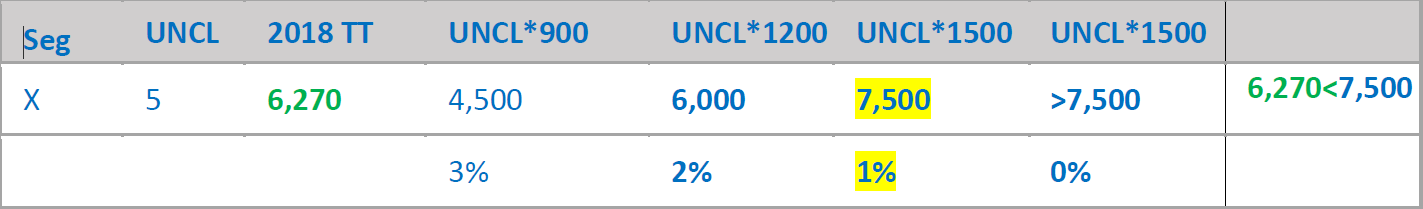 Seg UNCL 2018 TT UNCL*900 UNCL*1200 UNCL*1500 UNCL*1500
X 5 6,270 4,500 6,000 7,500 >7,500 6,270<7,500
3% 2% 1% 0%